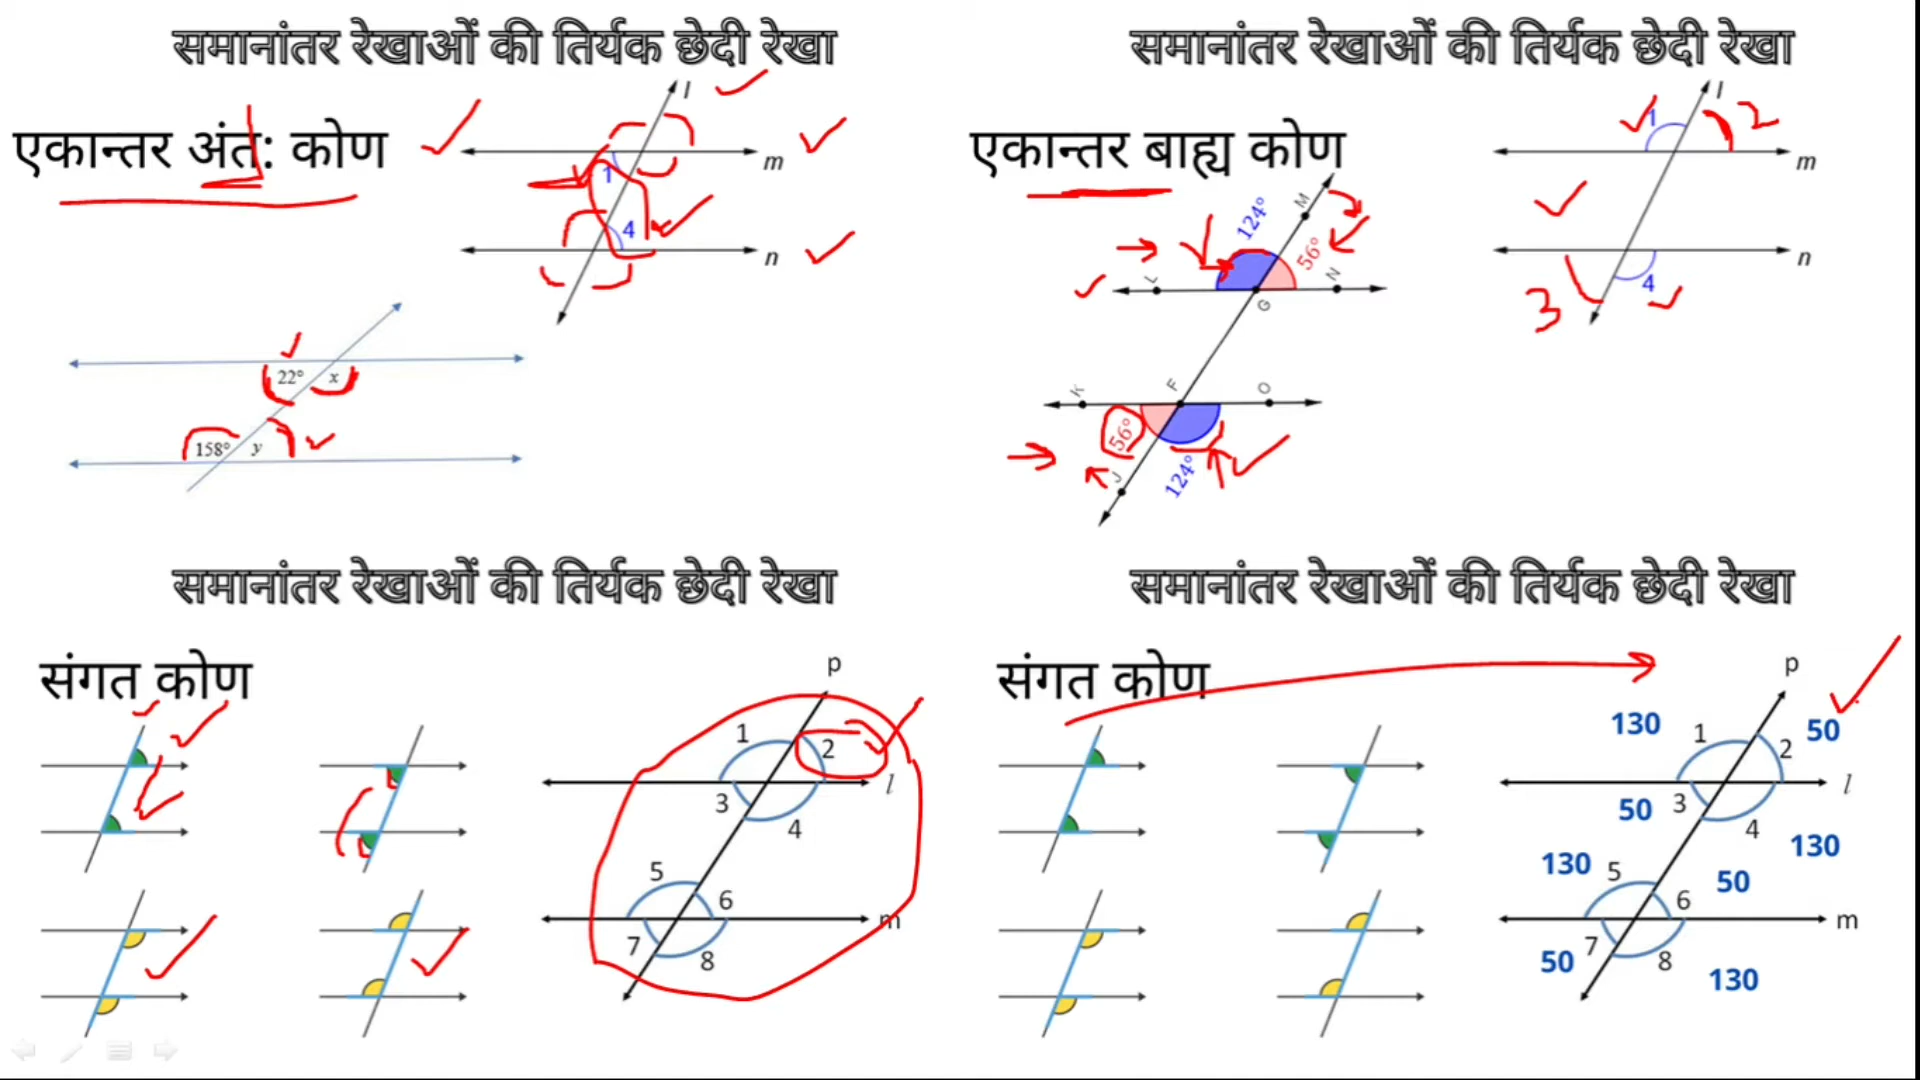 समानांतर रेखाओं की तिर्यक छेदी रेखा
एकान्तर अंत: कोण
l
m
1
4
n
22° x
158° y
समानांतर रेखाओं की तिर्यक छेदी रेखा
एकान्तर बाह्य कोण
l
1 2
m
n
3 4
M
124°
56°
L N
G
K F O
56°
J
124°
समानांतर रेखाओं की तिर्यक छेदी रेखा
संगत कोण
p
1 2
l
3 4
5 6
m
7 8
समानांतर रेखाओं की तिर्यक छेदी रेखा
संगत कोण
p
130 1 2 50
l
50 3 4 130
130 5 6 50
m
50 7 8 130